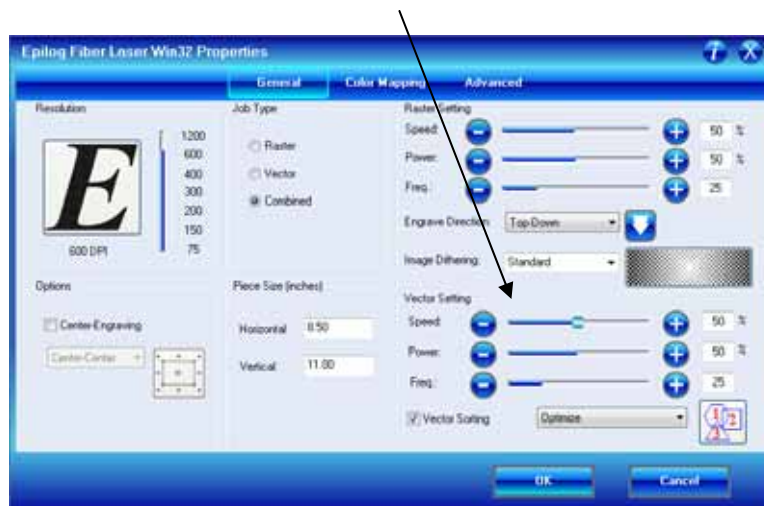 Epilog Fiber Laser Win32 Properties
General Color Mapping Advanced
Resolution
E
1200
600
400
300
200
150
75
600 DPI
Job Type
Raster
Vector
Combined
Raster Setting
Speed: 50 %
Power: 50 %
Freq.: 25
Engrave Direction: Top-Down
Image Dithering: Standard
Options
Center-Engraving
Center-Center
Piece Size (inches)
Horizontal 8.50
Vertical 11.00
Vector Setting
Speed: 50 %
Power: 50 %
Freq.: 25
Vector Sorting Optimize
1
2
3
OK Cancel